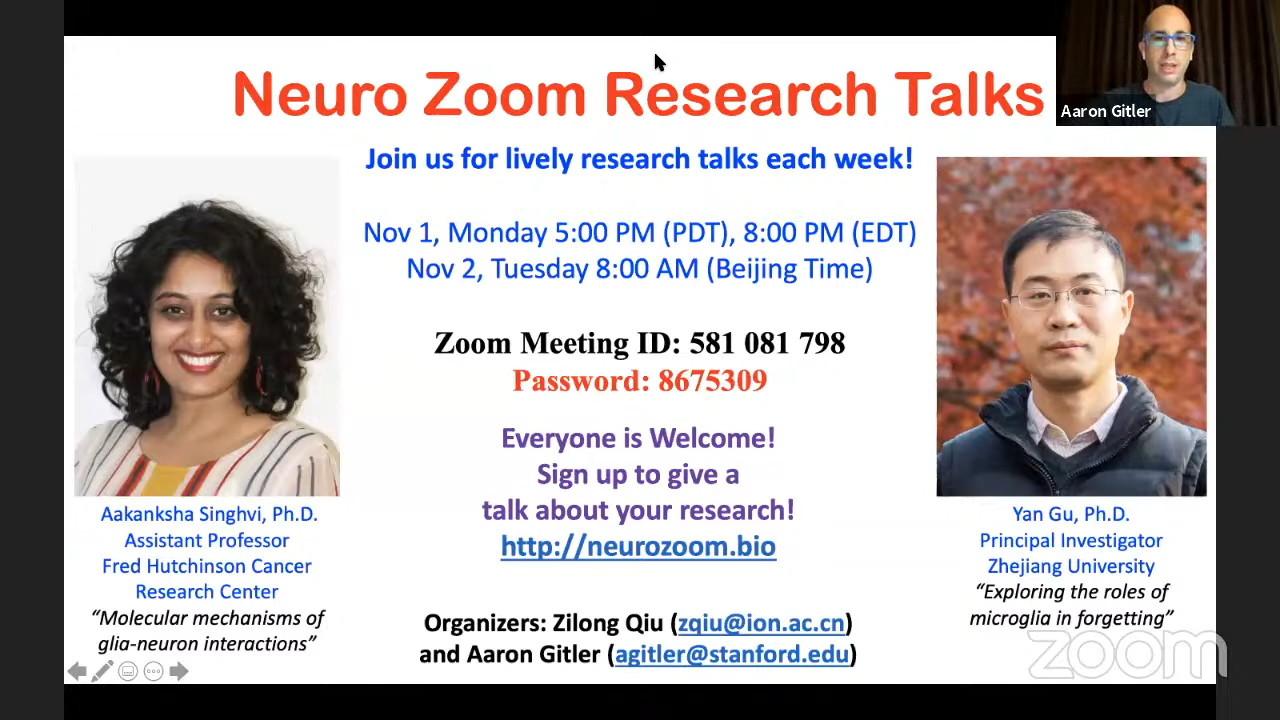 Neuro Zoom Research Talks
Aaron Gitler
Join us for lively research talks each week!
Nov 1, Monday 5:00 PM (PDT), 8:00 PM (EDT)
Nov 2, Tuesday 8:00 AM (Beijing Time)
Zoom Meeting ID: 581 081 798
Password: 8675309
Everyone is Welcome!
Sign up to give a
talk about your research!
http://neurozoom.bio
Aakanksha Singhvi, Ph.D.
Assistant Professor
Fred Hutchinson Cancer
Research Center
“Molecular mechanisms of
glia-neuron interactions”
Yan Gu, Ph.D.
Principal Investigator
Zhejiang University
“Exploring the roles of
microglia in forgetting”
Organizers: Zilong Qiu (zqiu@ion.ac.cn)
and Aaron Gitler (agitler@stanford.edu)
zoom